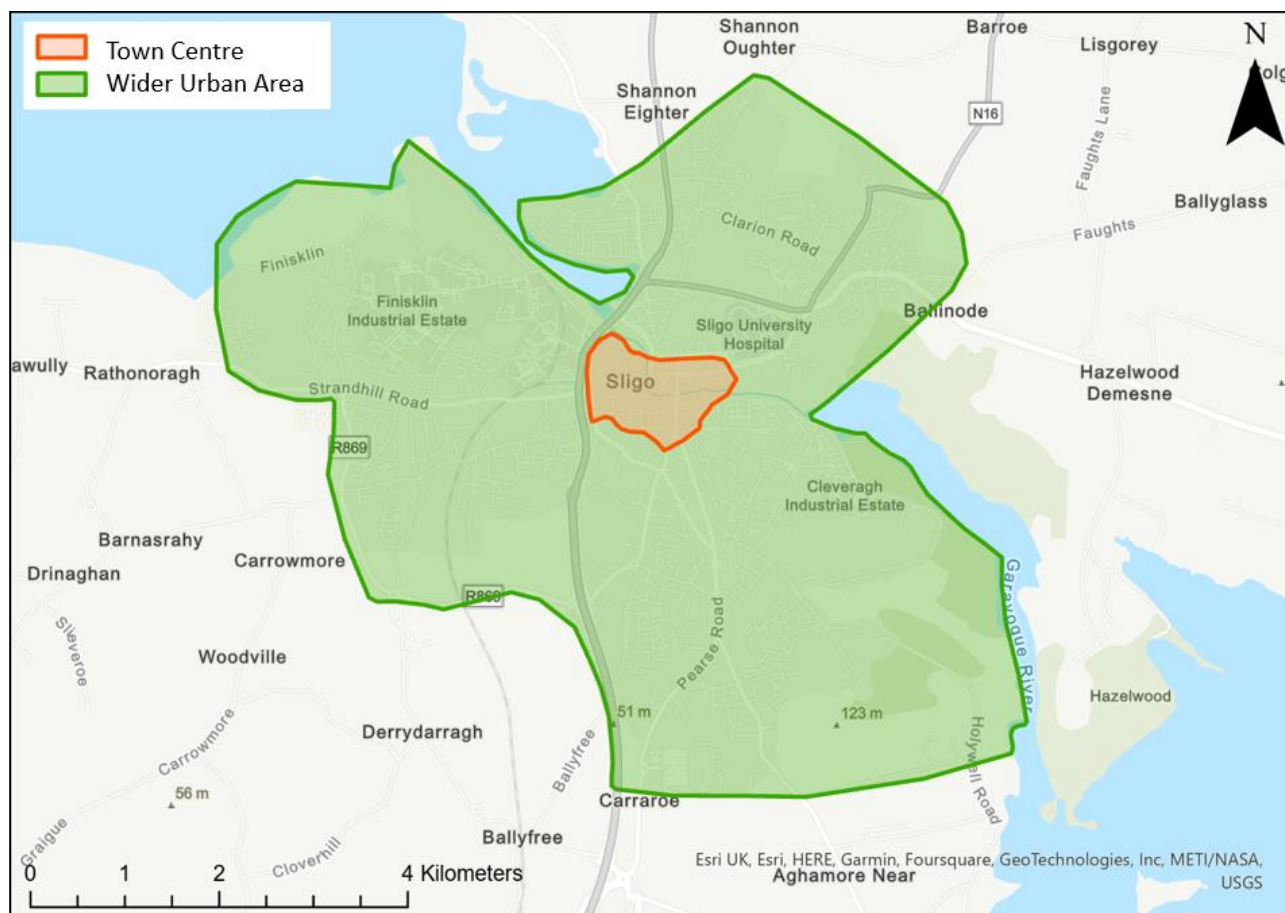 Town Centre
Wider Urban Area
N
Shannon
Oughter
Barroe
Lisgorey
Shannon
Eighter
N16
Faughts Lane
Ballyglass
Faughts
Clarion Road
Finisklin
Finisklin
Industrial Estate
Sligo University
Hospital
Ballinode
Rathonoragh
Strandhill Road
Sligo
Hazelwood
Demesne
R869
Cleveragh
Industrial Estate
Barnasrahy
Carrowmore
Drinaghan
R869
Garavogue River
Sleveroe
Woodville
Pearse Road
Hazelwood
Derrydarragh
51 m
123 m
Carrowmore
Ballyfree
Holywell Road
56 m
Carraroe
Graigue
Cloverhill
Ballyfree
Aghamore Near
0 1 2 4 Kilometers
Esri UK, Esri, HERE, Garmin, Foursquare, GeoTechnologies, Inc, METI/NASA,
USGS